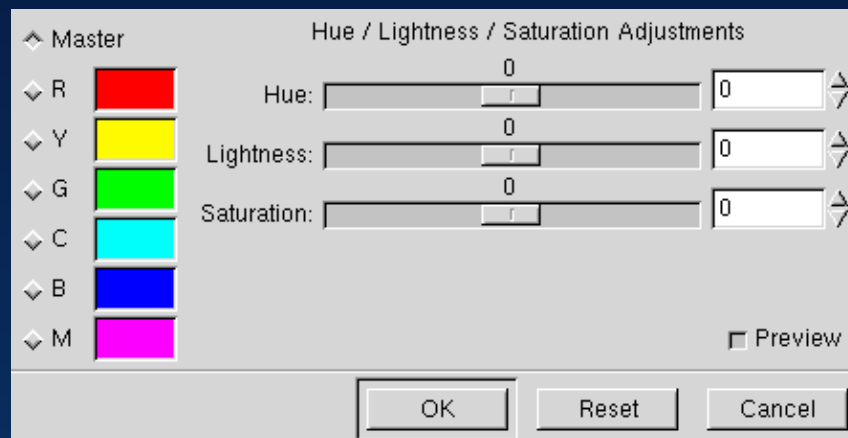 Master
R
Y
G
C
B
M
Hue / Lightness / Saturation Adjustments
0
Hue: 0
0
Lightness: 0
0
Saturation: 0
Preview
OK Reset Cancel